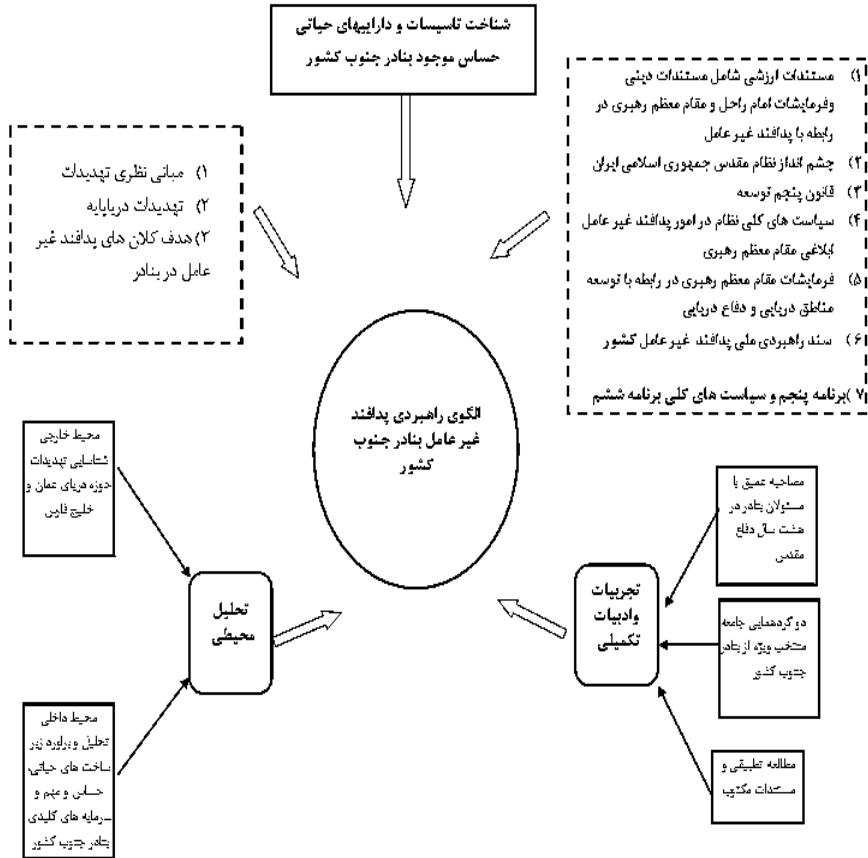 شناخت تاسیسات و داراییهای حیاتی
حساس موجود بنادر جنوب کشور
۱) مستندات ارزشی شامل مستندات دینی
وفرمایشات امام راحل و مقام معظم رهبری در
رابطه با پدافند غیر عامل
۲) چشم انداز نظام مقدس جمهوری اسلامی ایران
۳) قانون پنجم توسعه
۴) سیاست های کلی نظام در امور پدافند غیر عامل
ابلاغی مقام معظم رهبری
۵) فرمایشات مقام معظم رهبری در رابطه با توسعه
مناطق دریایی و دفاع دریایی
۶) سند راهبردی ملی پدافند غیر عامل کشور
۷)برنامه پنجم و سیاست های کلی برنامه ششم
۱) مبانی نظری تهدیدات
۲) تهدیدات دریاپایه
۳)هدف کلان های پدافند غیر
عامل در بنادر
الگوی راهبردی پدافند
غیر عامل بنادر جنوب
کشور
محیط خارجی
شناسایی تهدیدات
حوزه دریای عمان و
خلیج فارس
تحلیل
محیطی
محیط داخلی
تحلیل و براورد زیر
ساخت های حیاتی،
حساس و مهم و
سرمایه های کلیدی
بنادر جنوب کشور
تجربیات
وادبیات
تکمیلی
مصاحبه عمیق با
مسئولان بنادر در
هشت سال دفاع
مقدس
دو گردهمایی جامعه
منتخب ویژه از بنادر
جنوب کشور
مطالعه تطبیقی و
مستندات مکتوب